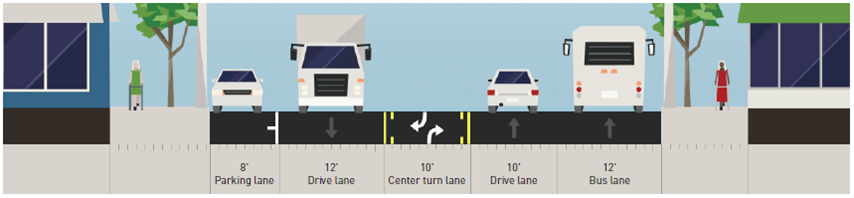 8' 12' 10' 10' 12'
Parking lane Drive lane Center turn lane Drive lane Bus lane